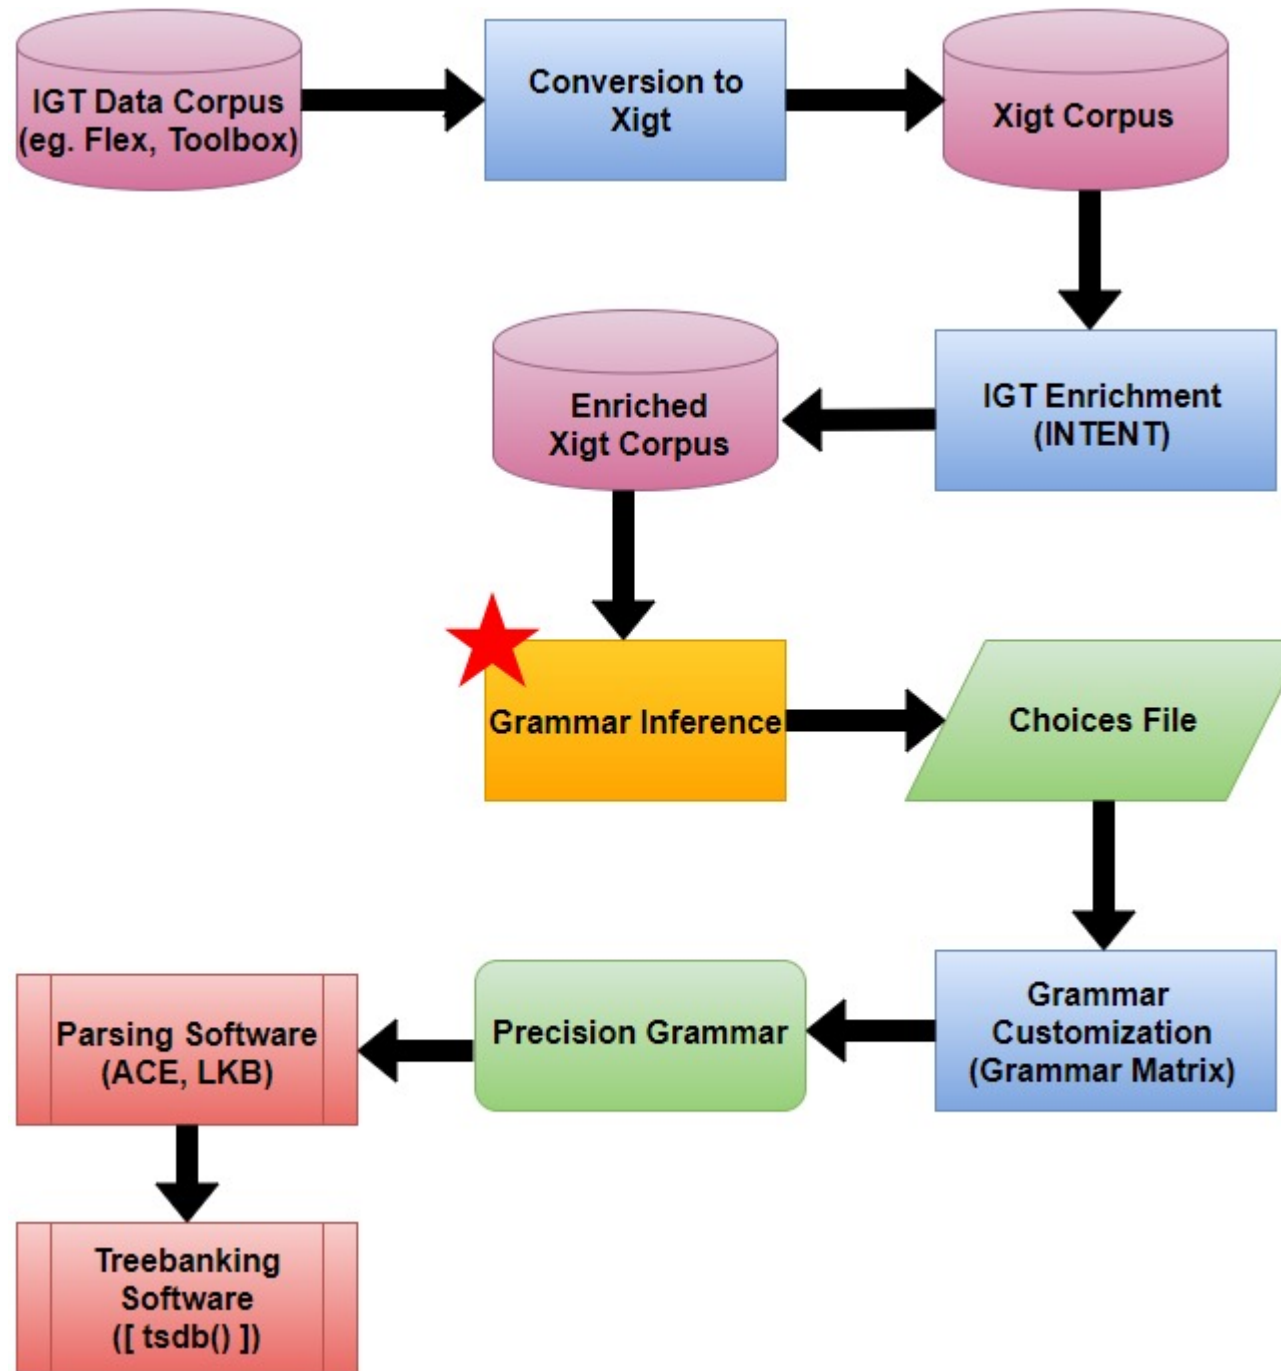 IGT Data Corpus
(eg. Flex, Toolbox)
Conversion to
Xigt
Xigt Corpus
IGT Enrichment
(INTENT)
Enriched
Xigt Corpus
Grammar Inference
Choices File
Grammar
Customization
(Grammar Matrix)
Precision Grammar
Parsing Software
(ACE, LKB)
Treebanking
Software
([ tsdb() ])